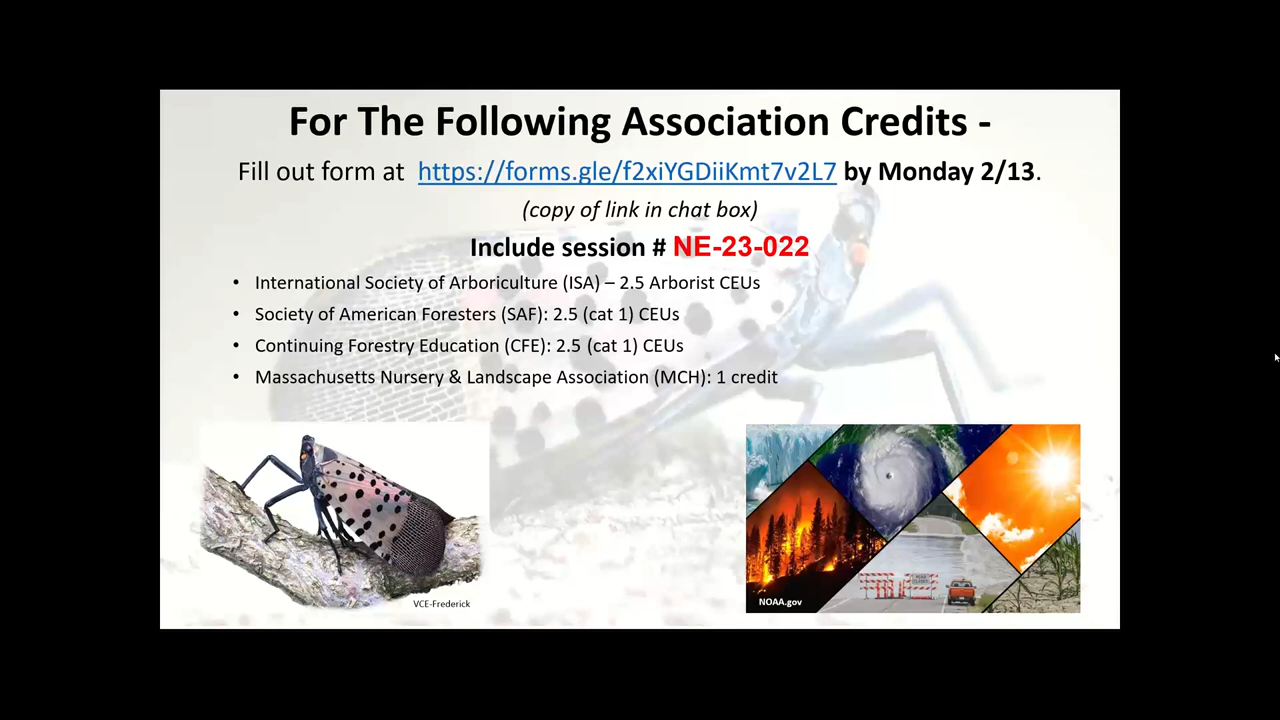 For The Following Association Credits -
Fill out form at https://forms.gle/f2xiYGDiiKmt7v2L7 by Monday 2/13.
(copy of link in chat box)
Include session # NE-23-022
• International Society of Arboriculture (ISA) – 2.5 Arborist CEUs
• Society of American Foresters (SAF): 2.5 (cat 1) CEUs
• Continuing Forestry Education (CFE): 2.5 (cat 1) CEUs
• Massachusetts Nursery & Landscape Association (MCH): 1 credit
VCE-Frederick
NOAA.gov